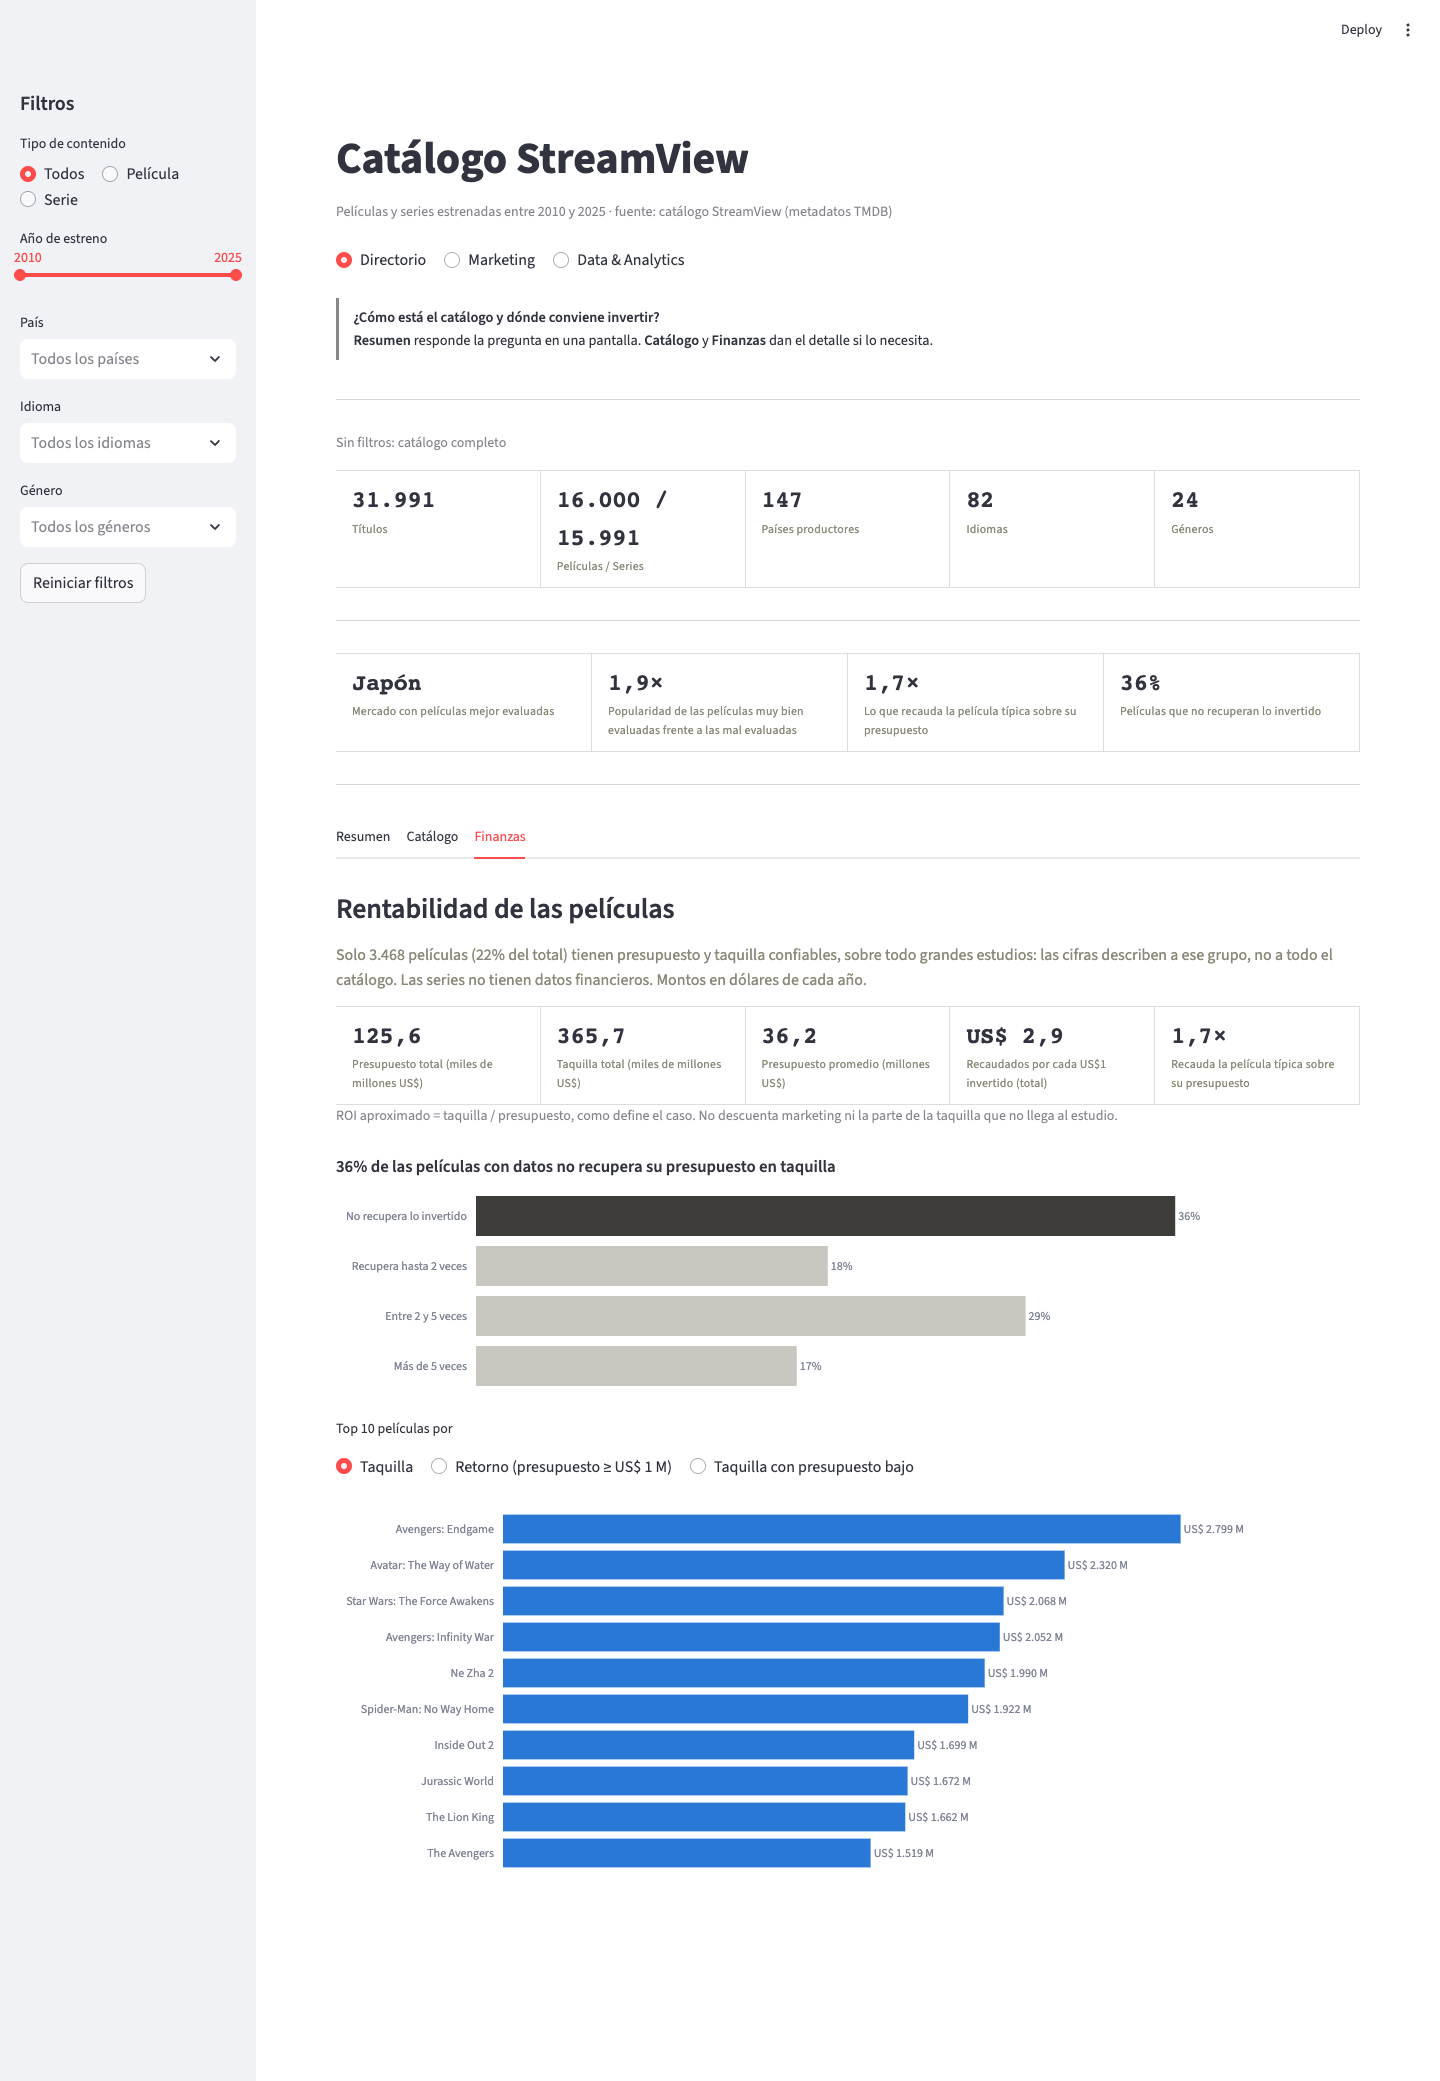 Deploy
Filtros
Tipo de contenido
Todos
Película
Serie
Año de estreno
2010
2025
País
Todos los países
Idioma
Todos los idiomas
Género
Todos los géneros
Reiniciar filtros
Catálogo StreamView
Películas y series estrenadas entre 2010 y 2025 · fuente: catálogo StreamView (metadatos TMDB)
Directorio
Marketing
Data & Analytics
¿Cómo está el catálogo y dónde conviene invertir?
Resumen responde la pregunta en una pantalla. Catálogo y Finanzas dan el detalle si lo necesita.
Sin filtros: catálogo completo
31.991
Títulos
16.000 /
15.991
Películas / Series
147
Países productores
82
Idiomas
24
Géneros
Japón
Mercado con películas mejor evaluadas
1,9×
Popularidad de las películas muy bien
evaluadas frente a las mal evaluadas
1,7×
Lo que recauda la película típica sobre su
presupuesto
36%
Películas que no recuperan lo invertido
Resumen
Catálogo
Finanzas
Rentabilidad de las películas
Solo 3.468 películas (22% del total) tienen presupuesto y taquilla confiables, sobre todo grandes estudios: las cifras describen a ese grupo, no a todo el
catálogo. Las series no tienen datos financieros. Montos en dólares de cada año.
125,6
Presupuesto total (miles de
millones US$)
365,7
Taquilla total (miles de millones
US$)
36,2
Presupuesto promedio (millones
US$)
US$ 2,9
Recaudados por cada US$1
invertido (total)
1,7×
Recauda la película típica sobre
su presupuesto
ROI aproximado = taquilla / presupuesto, como define el caso. No descuenta marketing ni la parte de la taquilla que no llega al estudio.
36% de las películas con datos no recupera su presupuesto en taquilla
No recupera lo invertido
36%
Recupera hasta 2 veces
18%
Entre 2 y 5 veces
29%
Más de 5 veces
17%
Top 10 películas por
Taquilla
Retorno (presupuesto ≥ US$ 1 M)
Taquilla con presupuesto bajo
Avengers: Endgame
US$ 2.799 M
Avatar: The Way of Water
US$ 2.320 M
Star Wars: The Force Awakens
US$ 2.068 M
Avengers: Infinity War
US$ 2.052 M
Ne Zha 2
US$ 1.990 M
Spider-Man: No Way Home
US$ 1.922 M
Inside Out 2
US$ 1.699 M
Jurassic World
US$ 1.672 M
The Lion King
US$ 1.662 M
The Avengers
US$ 1.519 M